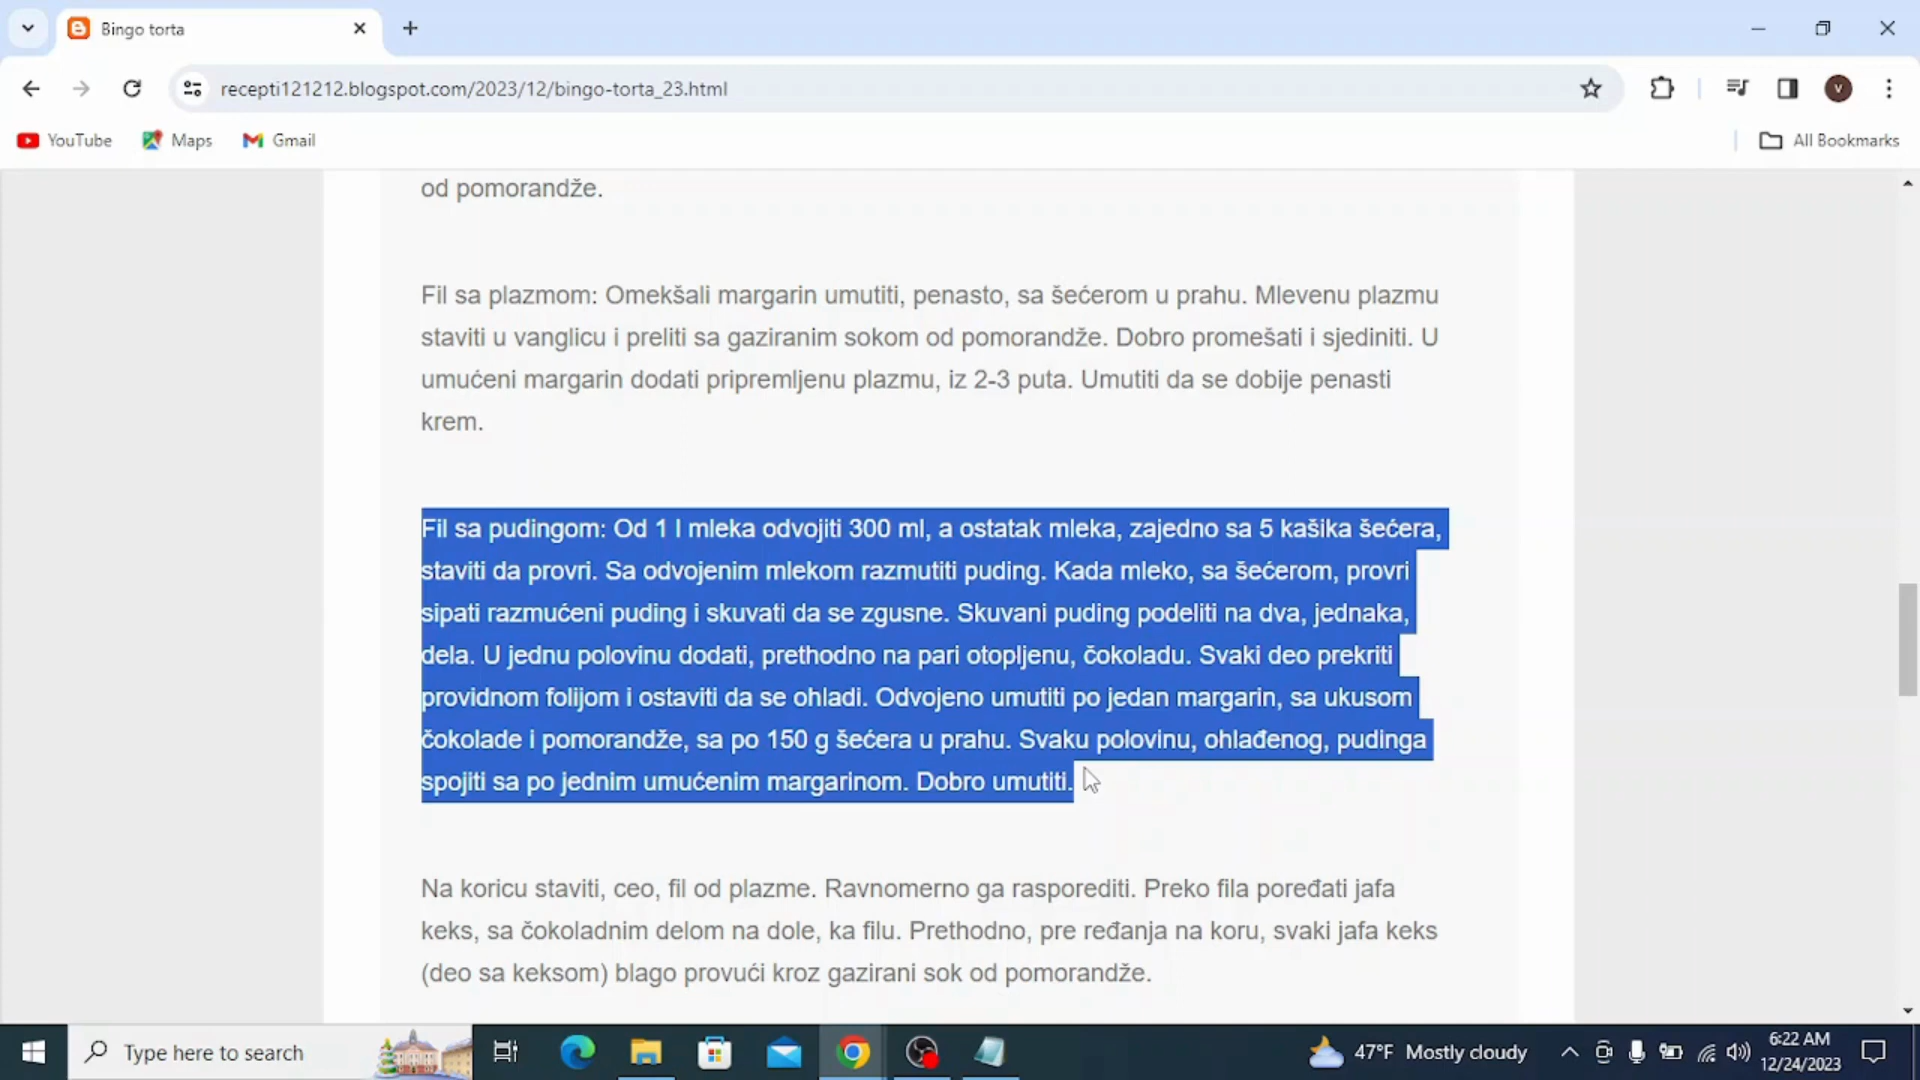 Bingo torta
recepti121212.blogspot.com/2023/12/bingo-torta_23.html
V
YouTube
Maps
Gmail
All Bookmarks
od pomorandže.
Fil sa plazmom: Omekšali margarin umutiti, penasto, sa šećerom u prahu. Mlevenu plazmu
staviti u vanglicu i preliti sa gaziranim sokom od pomorandže. Dobro promešati i sjediniti. U
umućeni margarin dodati pripremljenu plazmu, iz 2-3 puta. Umutiti da se dobije penasti
krem.
Fil sa pudingom: Od 1 l mleka odvojiti 300 ml, a ostatak mleka, zajedno sa 5 kašika šećera,
staviti da provri. Sa odvojenim mlekom razmutiti puding. Kada mleko, sa šećerom, provri
sipati razmućeni puding i skuvati da se zgusne. Skuvani puding podeliti na dva, jednaka,
dela. U jednu polovinu dodati, prethodno na pari otopljenu, čokoladu. Svaki deo prekriti
providnom folijom i ostaviti da se ohladi. Odvojeno umutiti po jedan margarin, sa ukusom
čokolade i pomorandže, sa po 150 g šećera u prahu. Svaku polovinu, ohlađenog, pudinga
spojiti sa po jednim umućenim margarinom. Dobro umutiti.
Na koricu staviti, ceo, fil od plazme. Ravnomerno ga rasporediti. Preko fila poređati jafa
keks, sa čokoladnim delom na dole, ka filu. Prethodno, pre ređanja na koru, svaki jafa keks
(deo sa keksom) blago provući kroz gazirani sok od pomorandže.
Type here to search
47°F Mostly cloudy
6:22 AM
12/24/2023